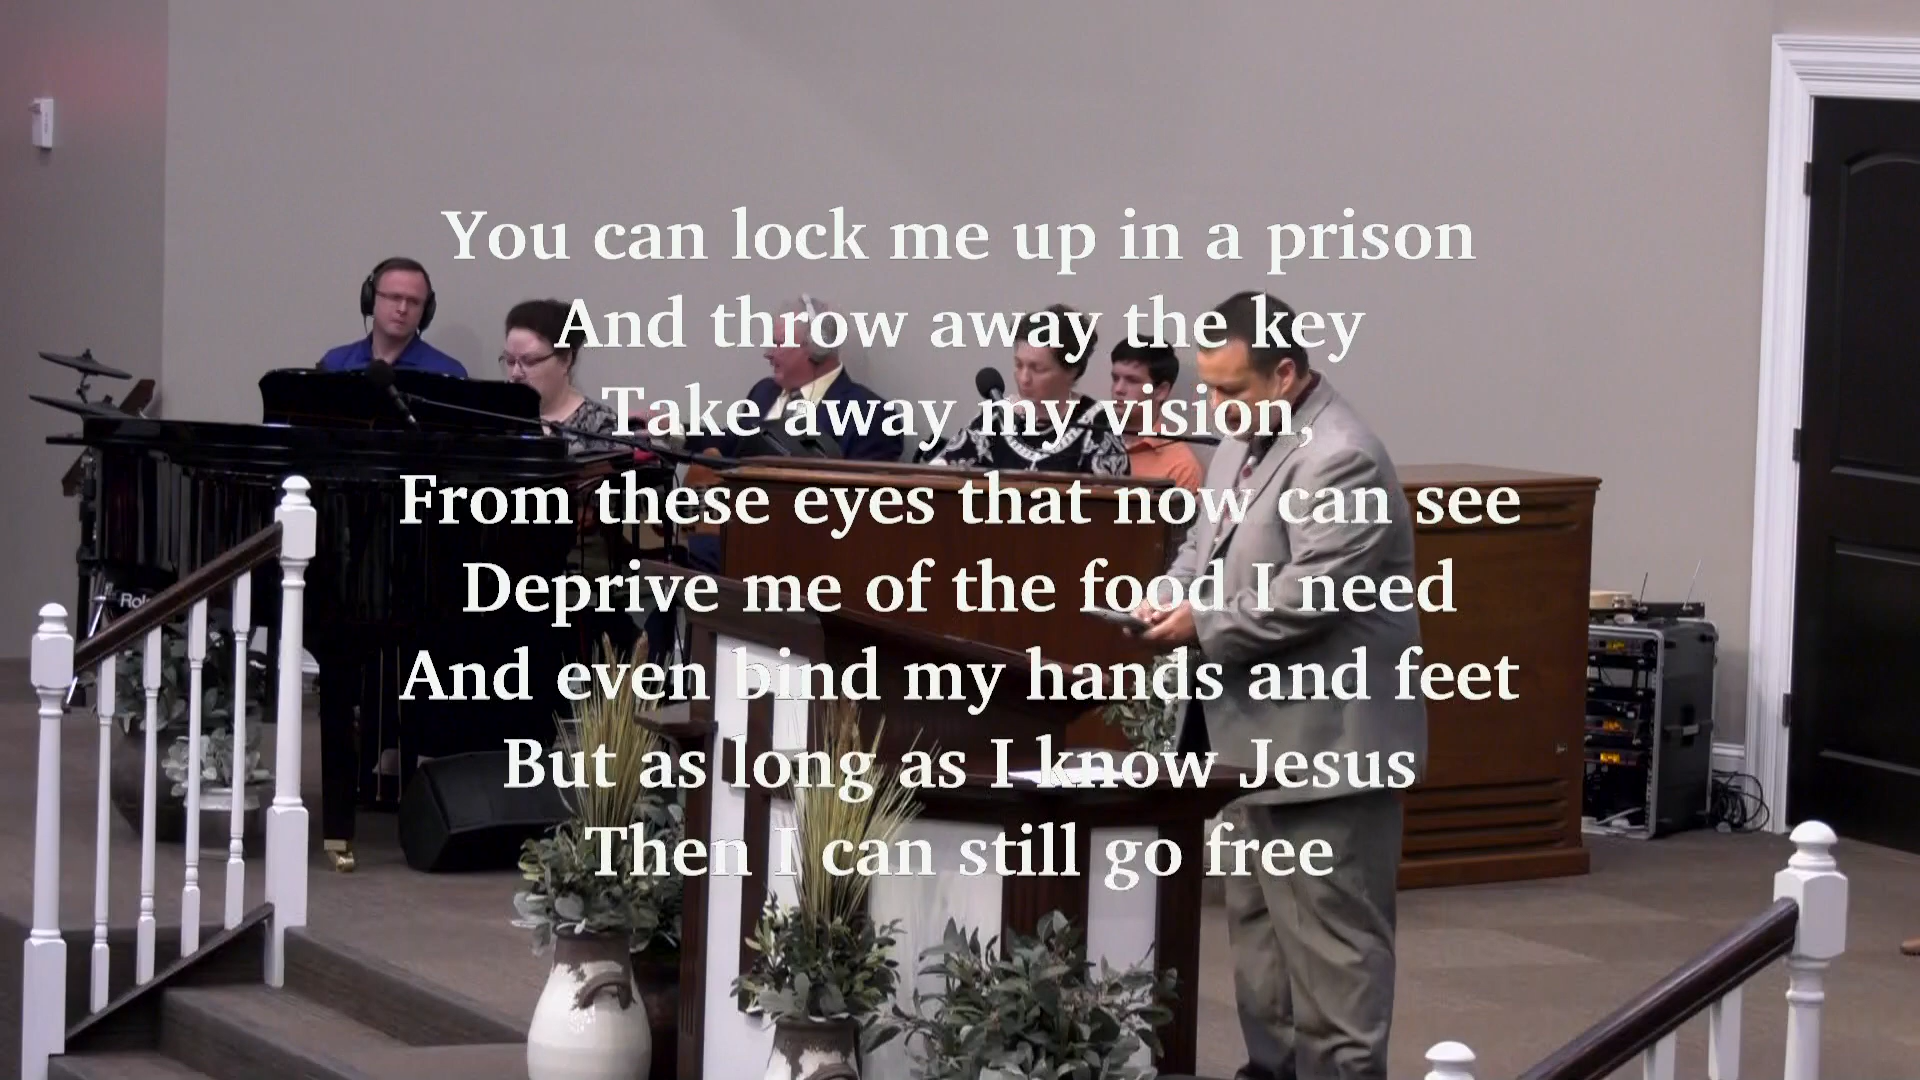 You can lock me up in a prison
And throw away the key
Take away my vision,
From these eyes that now can see
Deprive me of the food I need
And even bind my hands and feet
But as long as I know Jesus
Then I can still go free